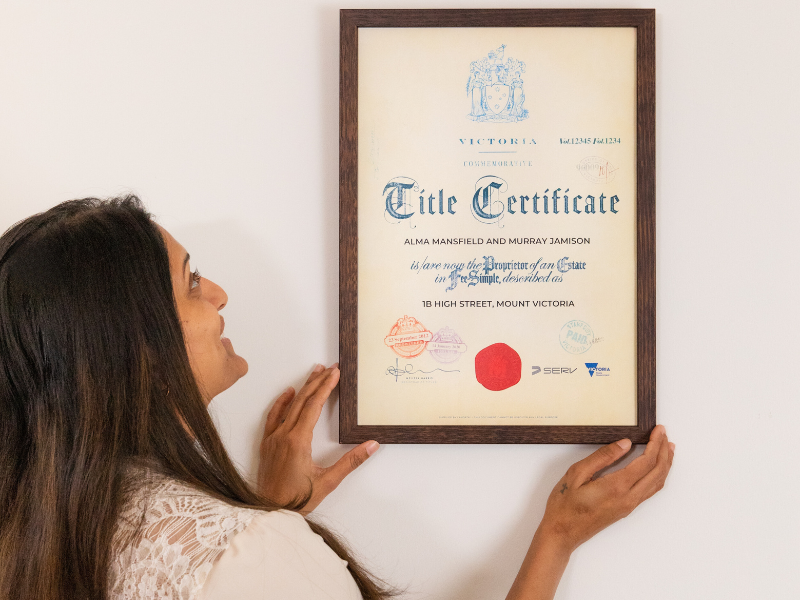 VICTORIA
Vol.12345 Fol.1234
COMMEMORATIVE
Title Certificate
ALMA MANSFIELD AND MURRAY JAMISON
is/are now the Proprietor of an Estate
in Fee Simple, described as
1B HIGH STREET, MOUNT VICTORIA
SERV
VICTORIA